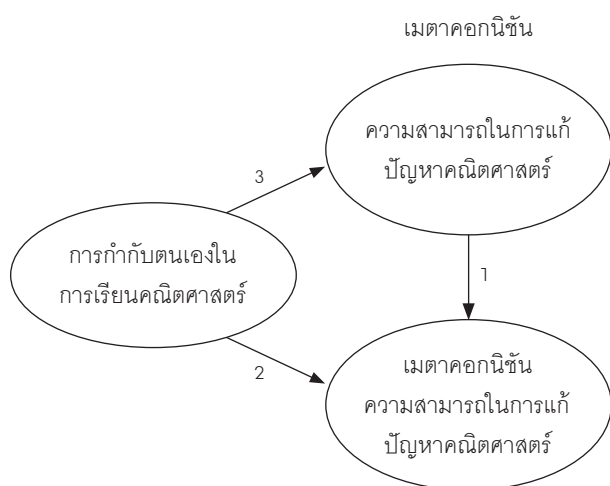 เมตาคอกนิชัน
ความสามารถในการแก้
ปัญหาคณิตศาสตร์
3
การกำกับตนเองใน
การเรียนคณิตศาสตร์
1
2
เมตาคอกนิชัน
ความสามารถในการแก้
ปัญหาคณิตศาสตร์